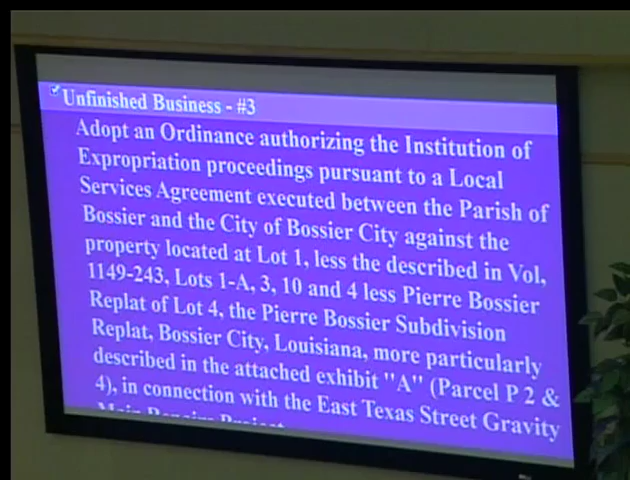 Unfinished Business - #3
Adopt an Ordinance authorizing the Institution of
Expropriation proceedings pursuant to a Local
Services Agreement executed between the Parish of
Bossier and the City of Bossier City against the
property located at Lot 1, less the described in Vol,
1149-243, Lots 1-A, 3, 10 and 4 less Pierre Bossier
Replat of Lot 4, the Pierre Bossier Subdivision
Replat, Bossier City, Louisiana, more particularly
described in the attached exhibit "A" (Parcel P 2 &
4), in connection with the East Texas Street Gravity
Main Repairs Project